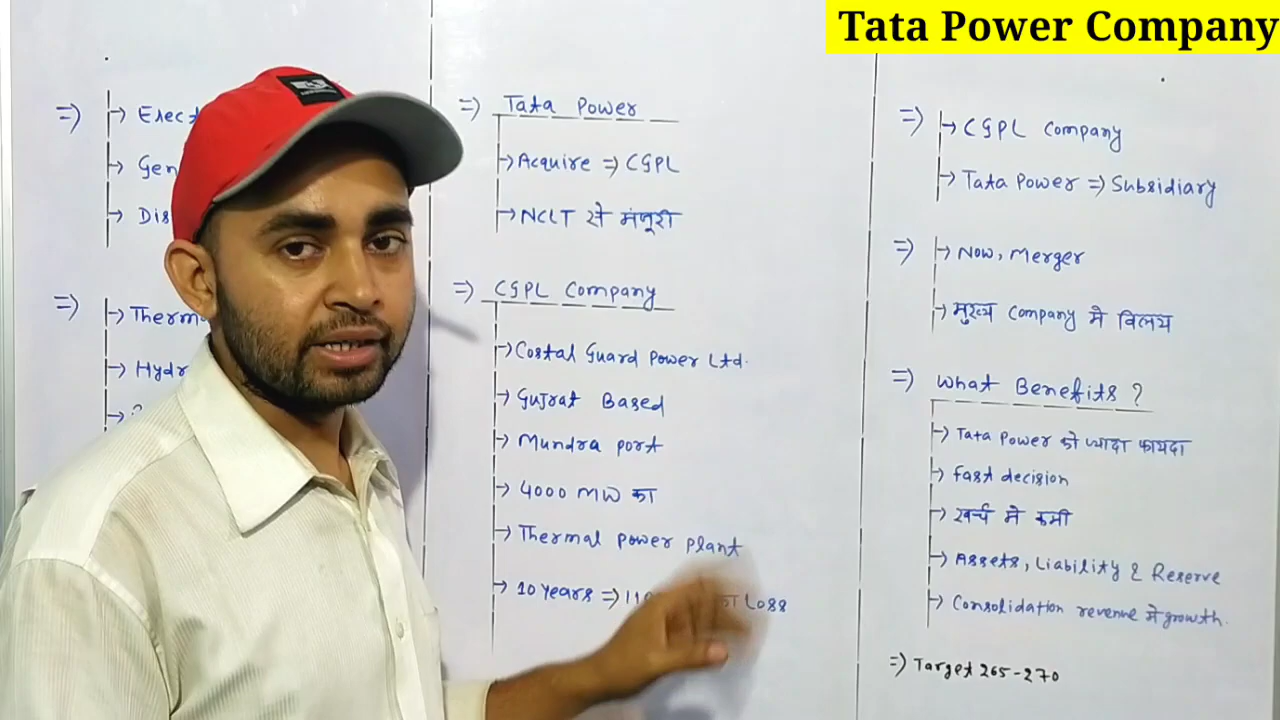 Tata Power Company
=> → Elect
→ Gen
→ Dis
=> → Therma
→ Hydr
=> Tata Power
→ Acquire => CGPL
→ NCLT से मंजूरी
=> CGPL Company
→ Costal Guard Power Ltd.
→ Gujrat Based
→ Mundra port
→ 4000 MW का
→ Thermal power plant
→ 10 Years => Loss
=> → CGPL Company
→ Tata Power => Subsidiary
=> → Now, Merger
→ मुख्य Company मे विलय
=> What Benefits ?
→ Tata Power को ज्यादा फायदा
→ Fast decision
→ खर्च मे कमी
→ Assets, Liability & Reserve
→ Consolidation revenue मे growth.
=> Target 265-270